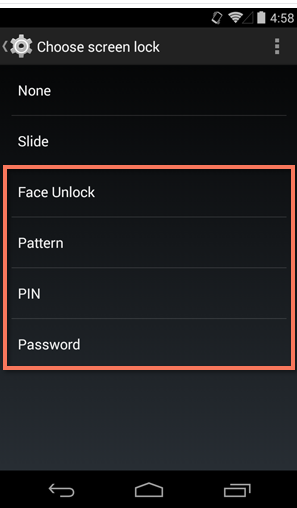 4:58
Choose screen lock
None
Slide
Face Unlock
Pattern
PIN
Password